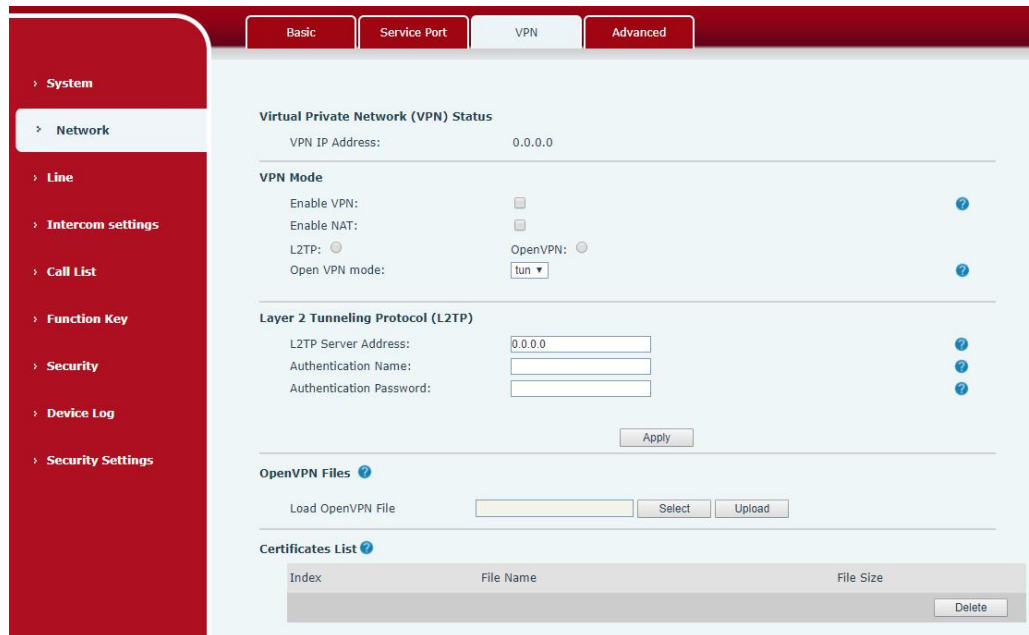 Basic Service Port VPN Advanced
System
Network
Line
Intercom settings
Call List
Function Key
Security
Device Log
Security Settings
Virtual Private Network (VPN) Status
VPN IP Address: 0.0.0.0
VPN Mode
Enable VPN: ?
Enable NAT:
L2TP: OpenVPN:
Open VPN mode: tun ?
Layer 2 Tunneling Protocol (L2TP)
L2TP Server Address: 0.0.0.0 ?
Authentication Name: ?
Authentication Password: ?
Apply
OpenVPN Files ?
Load OpenVPN File Select Upload
Certificates List ?
Index File Name File Size
Delete